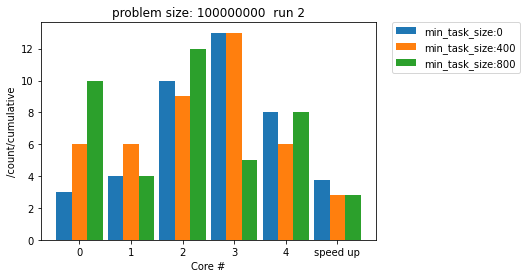 problem size: 100000000  run 2
min_task_size:0
min_task_size:400
min_task_size:800
/count/cumulative
12
10
8
6
4
2
0
0 1 2 3 4 speed up
Core #